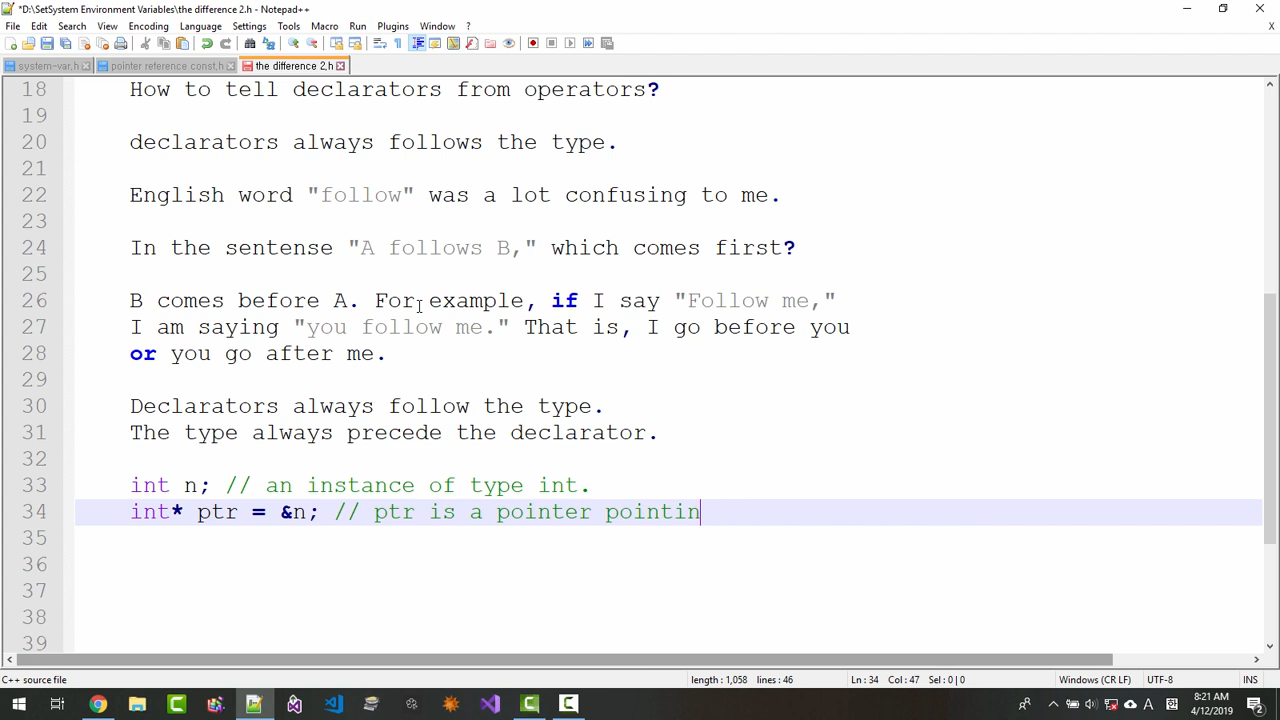 *D:\SetSystem Environment Variables\the difference 2.h - Notepad++
File Edit Search View Encoding Language Settings Tools Macro Run Plugins Window ?
X
system-var.h pointer reference const.h the difference 2.h
18 How to tell declarators from operators?
19
20 declarators always follows the type.
21
22 English word "follow" was a lot confusing to me.
23
24 In the sentense "A follows B," which comes first?
25
26 B comes before A. For example, if I say "Follow me,"
27 I am saying "you follow me." That is, I go before you
28 or you go after me.
29
30 Declarators always follow the type.
31 The type always precede the declarator.
32
33 int n; // an instance of type int.
34 int* ptr = &n; // ptr is a pointer pointin
35
36
37
38
39
C++ source file length : 1,058 lines : 46 Ln : 34 Col : 47 Sel : 0 | 0 Windows (CR LF) UTF-8 INS
A 8:21 AM
4/12/2019 2